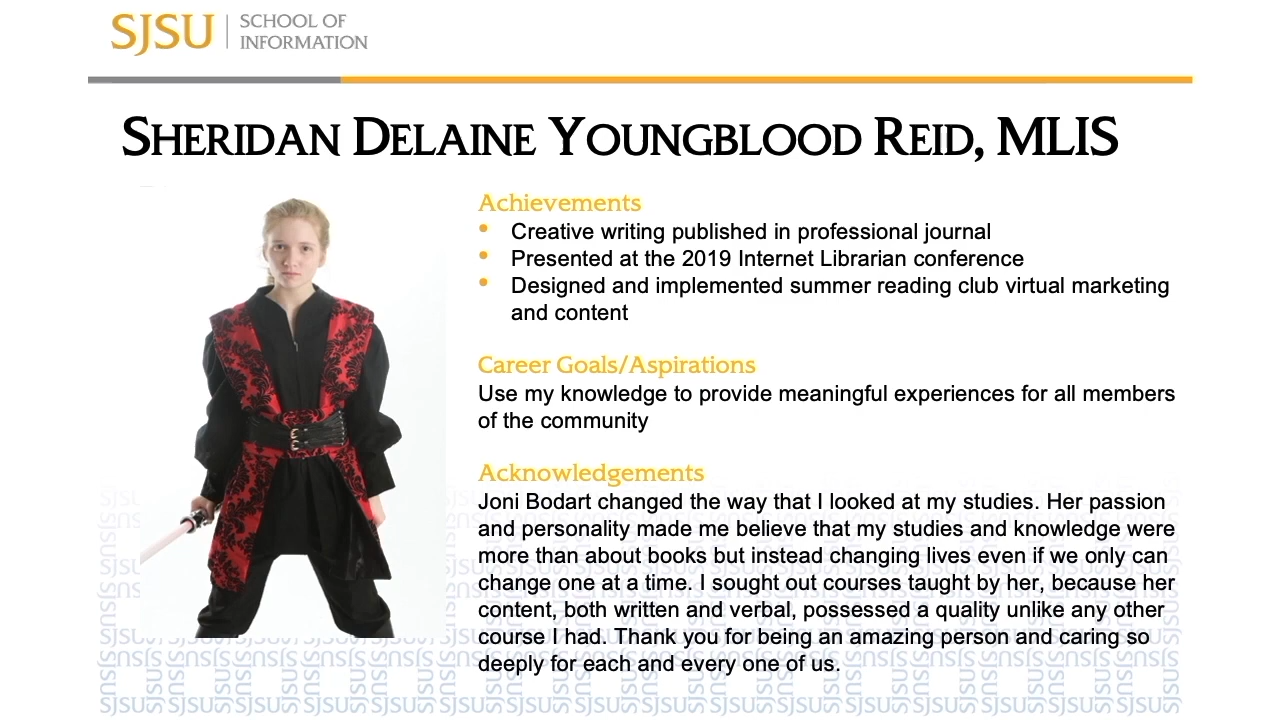 SJSU SCHOOL OF
INFORMATION
SHERIDAN DELAINE YOUNGBLOOD REID, MLIS
Achievements
• Creative writing published in professional journal
• Presented at the 2019 Internet Librarian conference
• Designed and implemented summer reading club virtual marketing
and content
Career Goals/Aspirations
Use my knowledge to provide meaningful experiences for all members
of the community
Acknowledgements
Joni Bodart changed the way that I looked at my studies. Her passion
and personality made me believe that my studies and knowledge were
more than about books but instead changing lives even if we only can
change one at a time. I sought out courses taught by her, because her
content, both written and verbal, possessed a quality unlike any other
course I had. Thank you for being an amazing person and caring so
deeply for each and every one of us.